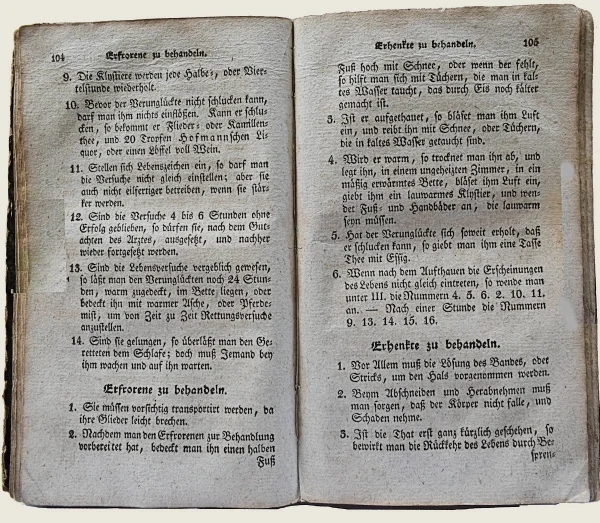 104 Erfrorene zu behandeln.
9. Die Klystiere werden jede Halbe-, oder Vier-
telstunde wiederholt.
10. Bevor der Verunglückte nicht schlucken kann,
darf man ihm nichts einflößen. Kann er schlu-
cken, so bekommt er Flieder- oder Kamillen-
thee, und 20 Tropfen Hofmannschen Li-
quor, oder einen Löffel voll Wein.
11. Stellen sich Lebenszeichen ein, so darf man
die Versuche nicht gleich einstellen; aber sie
auch nicht eilfertiger betreiben, wenn sie stär-
ker werden.
12. Sind die Versuche 4 bis 6 Stunden ohne
Erfolg geblieben, so dürfen sie, nach dem Gut-
achten des Arztes, ausgesetzt, und nachher
wieder fortgesetzt werden.
13. Sind die Lebensversuche vergeblich gewesen,
so läßt man den Verunglückten noch 24 Stun-
den, warm zugedeckt, im Bette liegen, oder
bedeckt ihn mit warmer Asche, oder Pferde-
mist, um von Zeit zu Zeit Rettungsversuche
anzustellen.
14. Sind sie gelungen, so überläßt man den Ge-
retteten dem Schlafe; doch muß Jemand bey
ihm wachen und auf ihn warten.
Erfrorene zu behandeln.
1. Sie müssen vorsichtig transportirt werden, da
ihre Glieder leicht brechen.
2. Nachdem man den Erfrorenen zur Behandlung
vorbereitet hat, bedeckt man ihn einen halben
Fuß
Erhenkte zu behandeln. 105
Fuß hoch mit Schnee, oder wenn der fehlt,
so hilft man sich mit Tüchern, die man in kal-
tes Wasser taucht, das durch Eis noch kälter
gemacht ist.
3. Ist er aufgethauet, so bläset man ihm Luft
ein, und reibt ihn mit Schnee, oder Tüchern,
die in kaltes Wasser getaucht sind.
4. Wird er warm, so trocknet man ihn ab, und
legt ihn, in einem ungeheizten Zimmer, in ein
mäßig erwärmtes Bette, bläset ihm Luft ein,
giebt ihm ein lauwarmes Klystier, und wen-
det Fuß- und Handbäder an, die lauwarm
seyn müssen.
5. Hat der Verunglückte sich soweit erholt, daß
er schlucken kann, so giebt man ihm eine Tasse
Thee mit Essig.
6. Wenn nach dem Aufthauen die Erscheinungen
des Lebens nicht gleich eintreten, so wende man
unter III. die Nummern 4. 5. 6. 2. 10. 11.
an. — Nach einer Stunde die Nummern
9. 13. 14. 15. 16.
Erhenkte zu behandeln.
1. Vor Allem muß die Lösung des Bandes, oder
Stricks, um den Hals vorgenommen werden.
2. Beym Abschneiden und Herabnehmen muß
man sorgen, daß der Körper nicht falle, und
Schaden nehme.
3. Ist die That erst ganz kürzlich geschehen, so
bewirkt man die Rückkehr des Lebens durch Be-
spren-